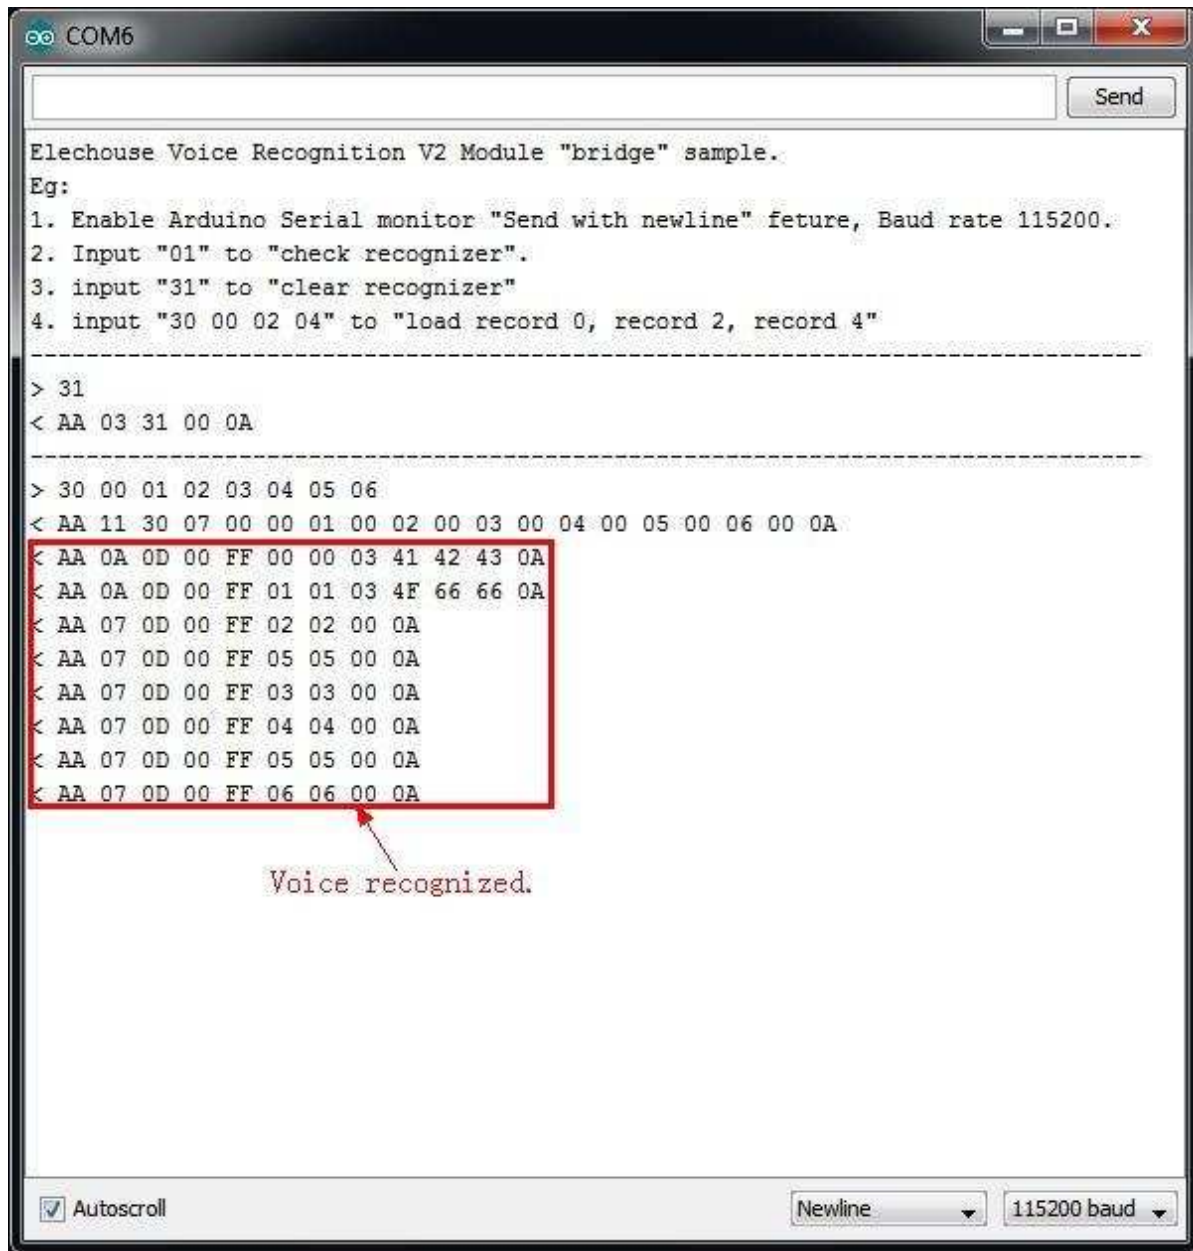 COM6
Send
Elechouse Voice Recognition V2 Module "bridge" sample.
Eg:
1. Enable Arduino Serial monitor "Send with newline" feture, Baud rate 115200.
2. Input "01" to "check recognizer".
3. input "31" to "clear recognizer"
4. input "30 00 02 04" to "load record 0, record 2, record 4"
--------------------------------------------------------------------------------
> 31
< AA 03 31 00 0A
--------------------------------------------------------------------------------
> 30 00 01 02 03 04 05 06
< AA 11 30 07 00 00 01 00 02 00 03 00 04 00 05 00 06 00 0A
< AA 0A 0D 00 FF 00 00 03 41 42 43 0A
< AA 0A 0D 00 FF 01 01 03 4F 66 66 0A
< AA 07 0D 00 FF 02 02 00 0A
< AA 07 0D 00 FF 05 05 00 0A
< AA 07 0D 00 FF 03 03 00 0A
< AA 07 0D 00 FF 04 04 00 0A
< AA 07 0D 00 FF 05 05 00 0A
< AA 07 0D 00 FF 06 06 00 0A
Voice recognized.
Autoscroll
Newline
115200 baud